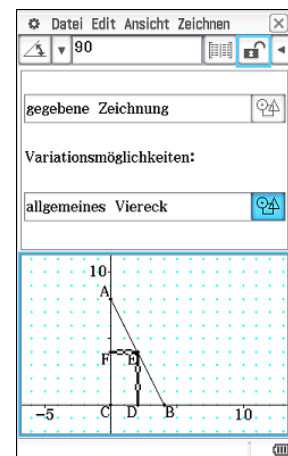 Datei Edit Ansicht Zeichnen
90
gegebene Zeichnung
Variationsmöglichkeiten:
allgemeines Viereck
10
A
F E
-5 C D B 10